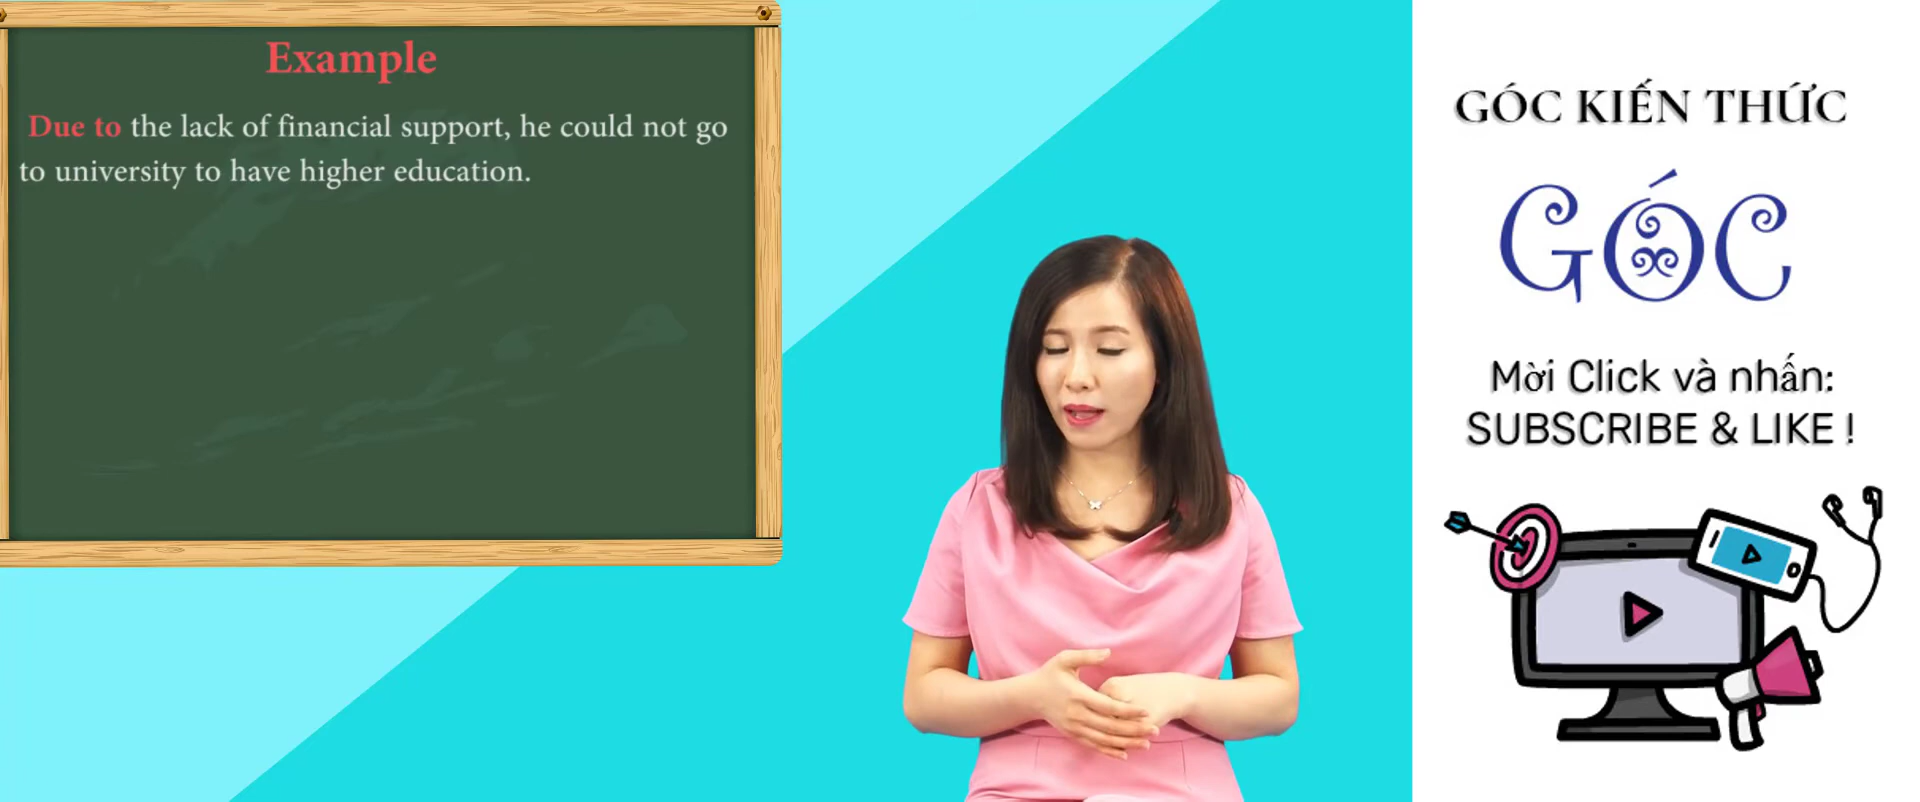 Example
Due to the lack of financial support, he could not go
to university to have higher education.
GÓC KIẾN THỨC
GÓC
Mời Click và nhấn:
SUBSCRIBE & LIKE !